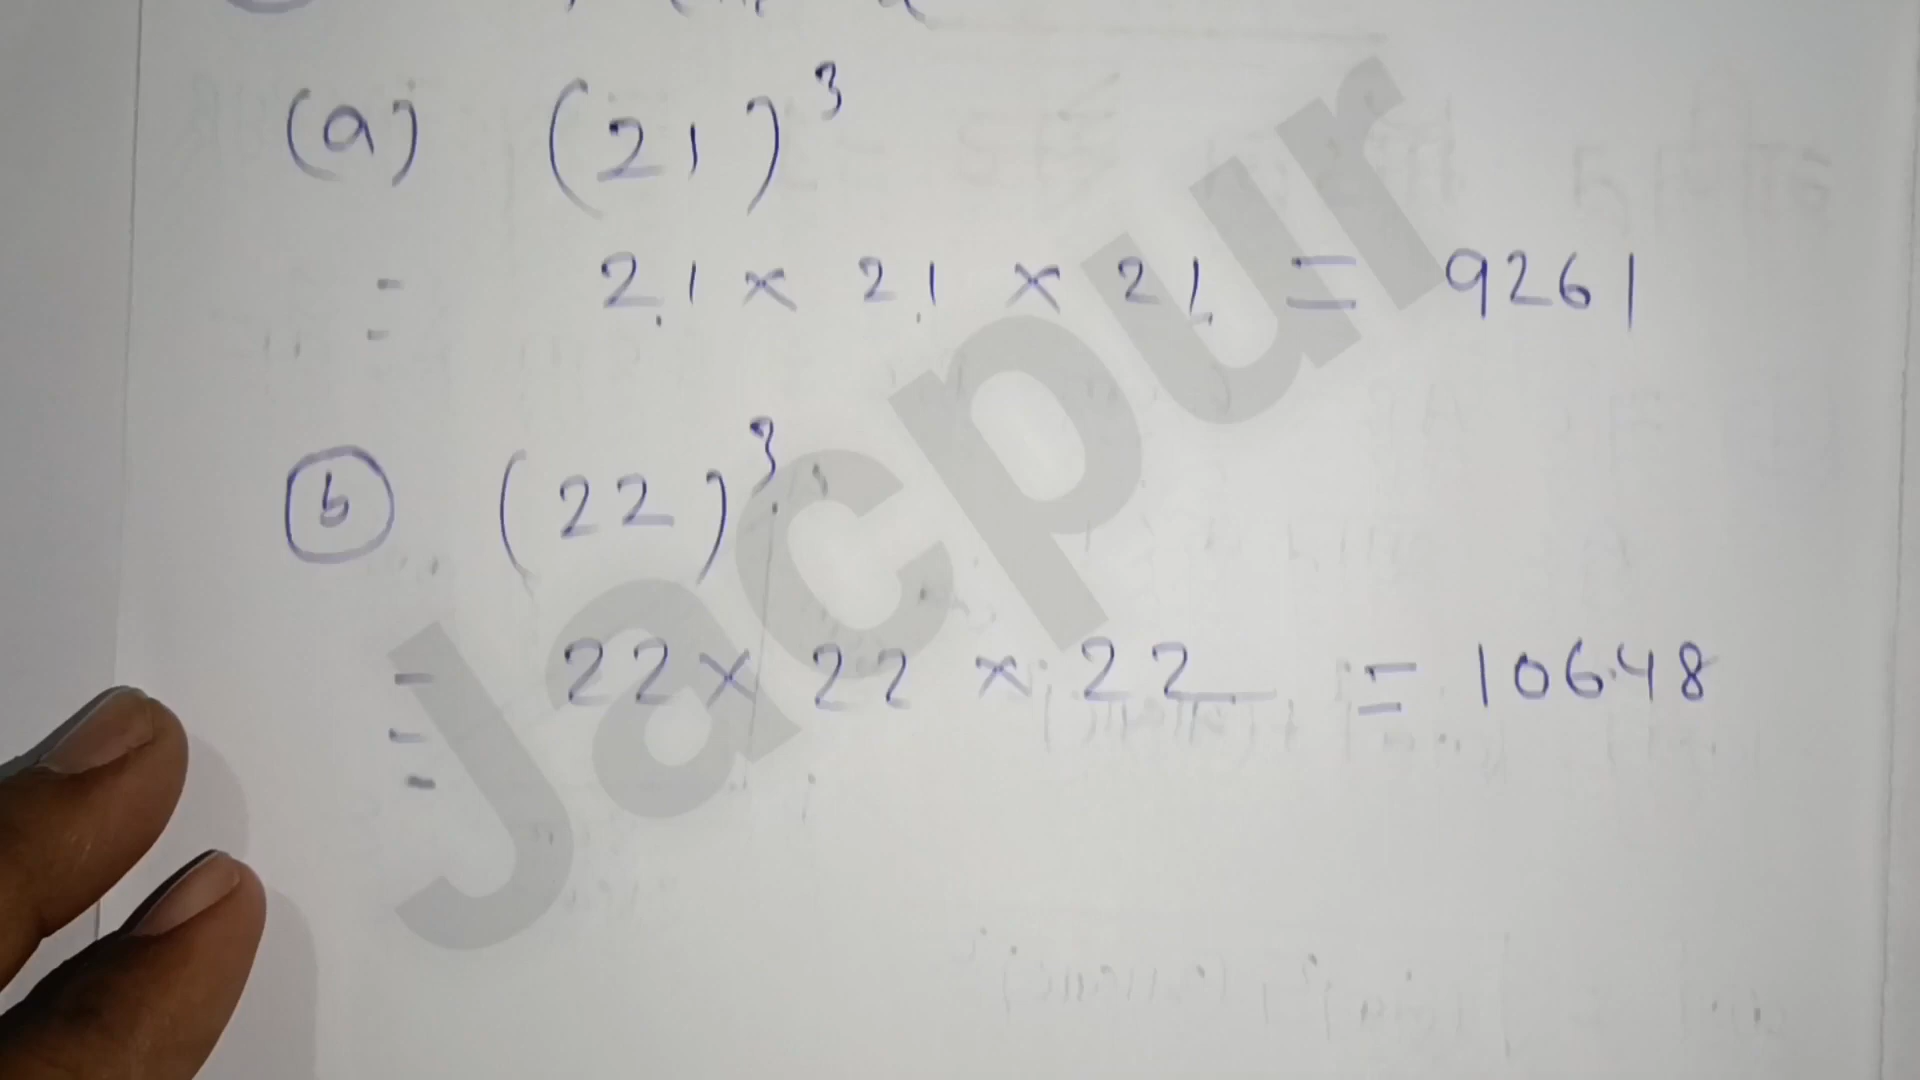 (a) (21)³
= 21 × 21 × 21 = 9261
(b) (22)³
= 22 × 22 × 22 = 10648
Jacpur